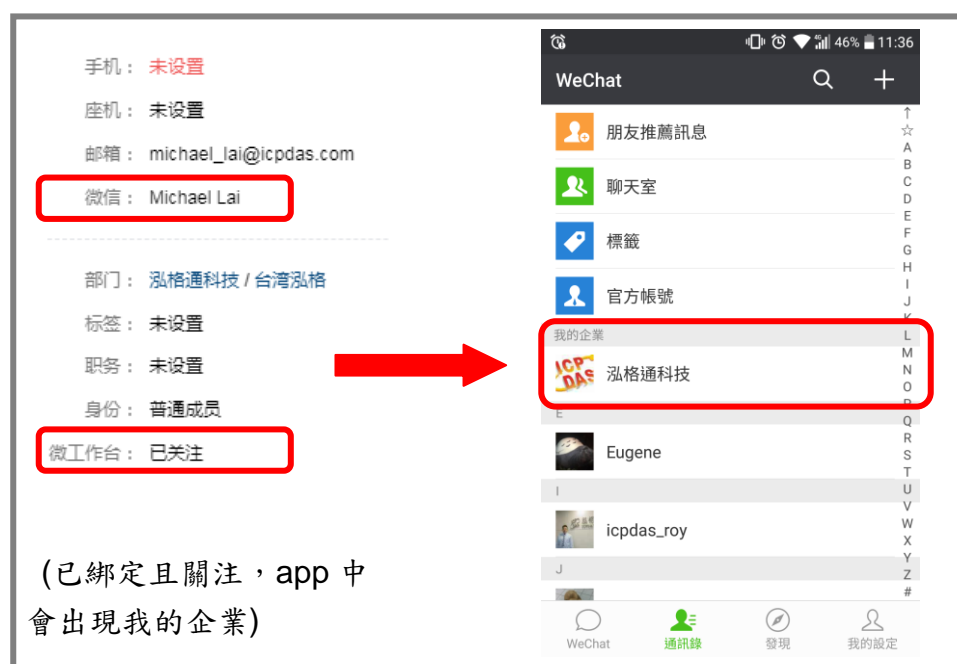 手机： 未设置
座机： 未设置
邮箱： michael_lai@icpdas.com
微信： Michael Lai
部门： 泓格通科技 / 台湾泓格
标签： 未设置
职务： 未设置
身份： 普通成员
微工作台： 已关注
(已綁定且關注，app 中
會出現我的企業)
46% 11:36
WeChat
朋友推薦訊息
聊天室
標籤
官方帳號
我的企業
ICP DAS 泓格通科技
E
Eugene
I
icpdas_roy
J
↑
☆
A
B
C
D
E
F
G
H
I
J
K
L
M
N
O
P
Q
R
S
T
U
V
W
X
Y
Z
#
WeChat 通訊錄 發現 我的設定